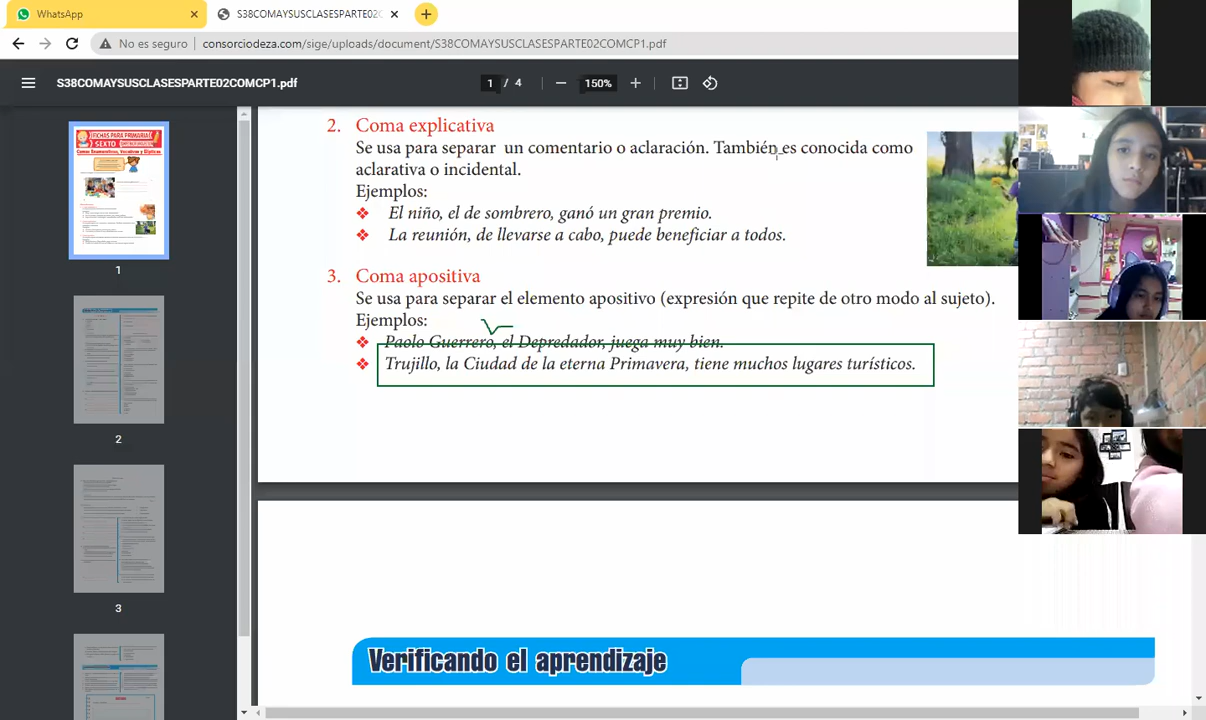 WhatsApp
S38COMAYSUSCLASESPARTE02C
No es seguro
consorciodeza.com/sige/uploads/document/S38COMAYSUSCLASESPARTE02COMCP1.pdf
S38COMAYSUSCLASESPARTE02COMCP1.pdf
1 / 4
150%
2. Coma explicativa
Se usa para separar un comentario o aclaración. También es conocida como
aclarativa o incidental.
Ejemplos:
El niño, el de sombrero, ganó un gran premio.
La reunión, de llevarse a cabo, puede beneficiar a todos.
3. Coma apositiva
Se usa para separar el elemento apositivo (expresión que repite de otro modo al sujeto).
Ejemplos:
Paolo Guerrero, el Depredador, juega muy bien.
Trujillo, la Ciudad de la eterna Primavera, tiene muchos lugares turísticos.
Verificando el aprendizaje
FICHAS PARA PRIMARIA
SEXTO
1
2
3